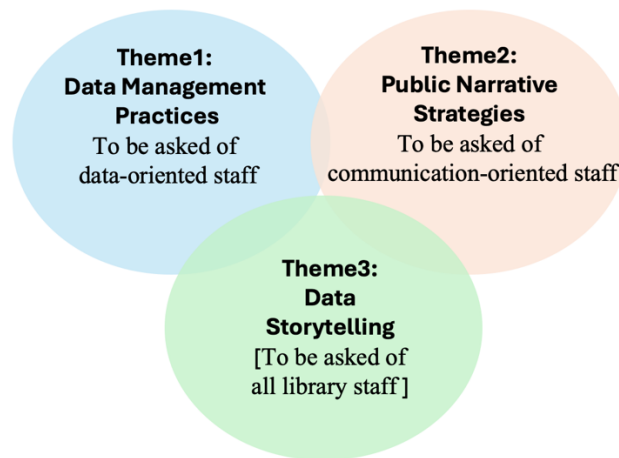 Theme1:
Data Management
Practices
To be asked of
data-oriented staff
Theme2:
Public Narrative
Strategies
To be asked of
communication-oriented staff
Theme3:
Data
Storytelling
[To be asked of
all library staff]